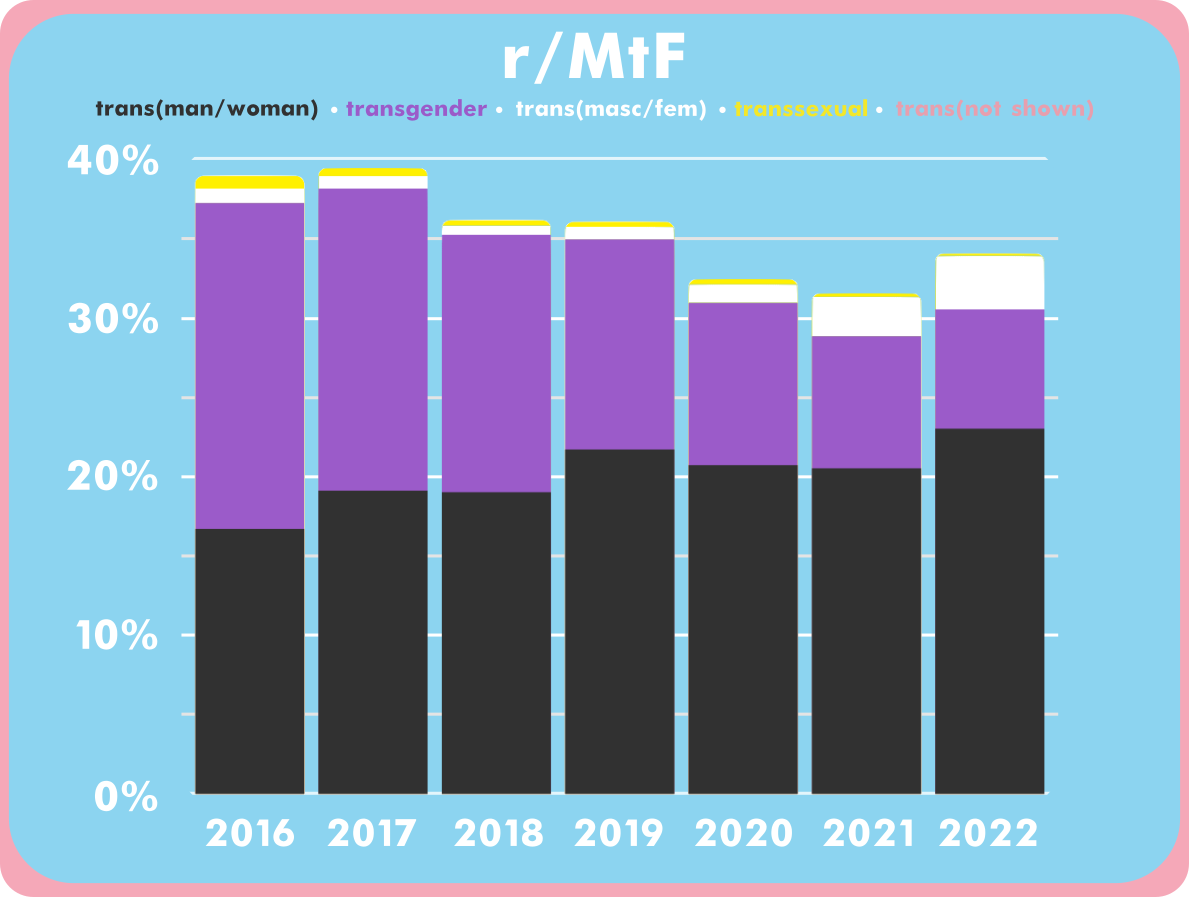 r/MtF
trans(man/woman) • transgender • trans(masc/fem) • transsexual • trans(not shown)
40%
30%
20%
10%
0%
2016 2017 2018 2019 2020 2021 2022